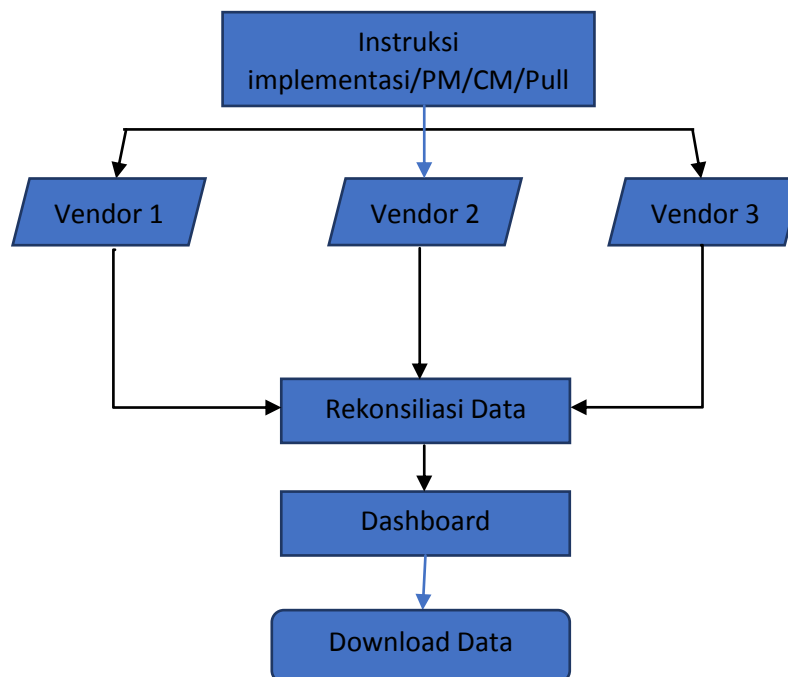 Instruksi
implementasi/PM/CM/Pull
Vendor 1
Vendor 2
Vendor 3
Rekonsiliasi Data
Dashboard
Download Data